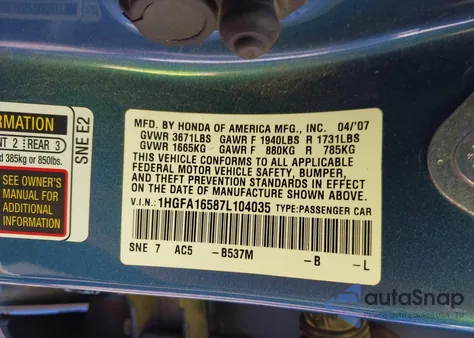 RMATION
NT 2 REAR 3
d 385kg or 850lbs.
SNE E2
SEE OWNER'S
MANUAL FOR
ADDITIONAL
INFORMATION
MFD. BY HONDA OF AMERICA MFG., INC. 04/'07
GVWR 3671LBS GAWR F 1940LBS R 1731LBS
GVWR 1665KG GAWR F 880KG R 785KG
THIS VEHICLE CONFORMS TO ALL APPLICABLE
FEDERAL MOTOR VEHICLE SAFETY, BUMPER,
AND THEFT PREVENTION STANDARDS IN EFFECT
ON THE DATE OF MANUFACTURE SHOWN ABOVE.
V.I.N.: 1HGFA16587L104035 TYPE:PASSENGER CAR
SNE 7 AC5 -B537M -B -L
autoSnap